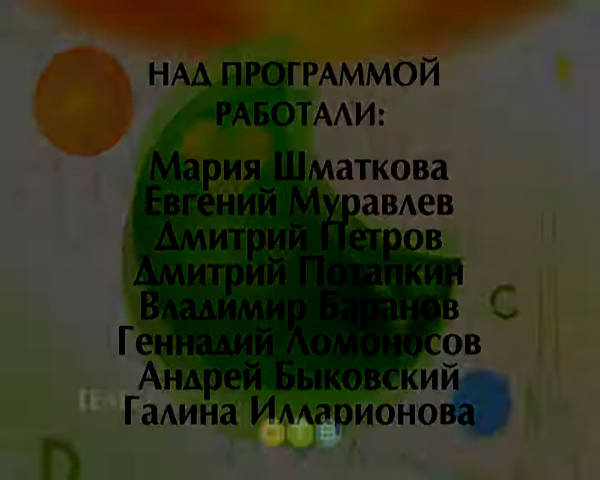 НАД ПРОГРАММОЙ
РАБОТАЛИ:
Мария Шматкова
Евгений Муравлев
Дмитрий Петров
Дмитрий Потапкин
Владимир Баранов
C
Геннадий Ломоносов
Андрей Быковский
Галина Илларионова
D